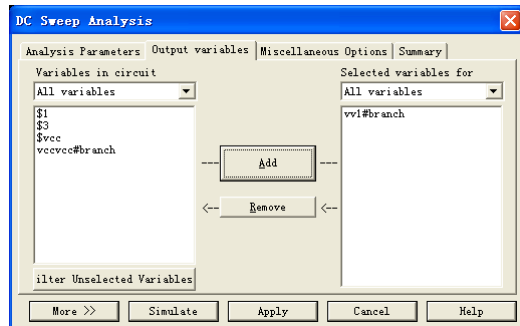 DC Sweep Analysis
Analysis Parameters Output variables Miscellaneous Options Summary
Variables in circuit Selected variables for
All variables All variables
$1 vv1#branch
$3
$vcc
vccvcc#branch
--- Add ---
<-- Remove <--
ilter Unselected Variables
More >> Simulate Apply Cancel Help